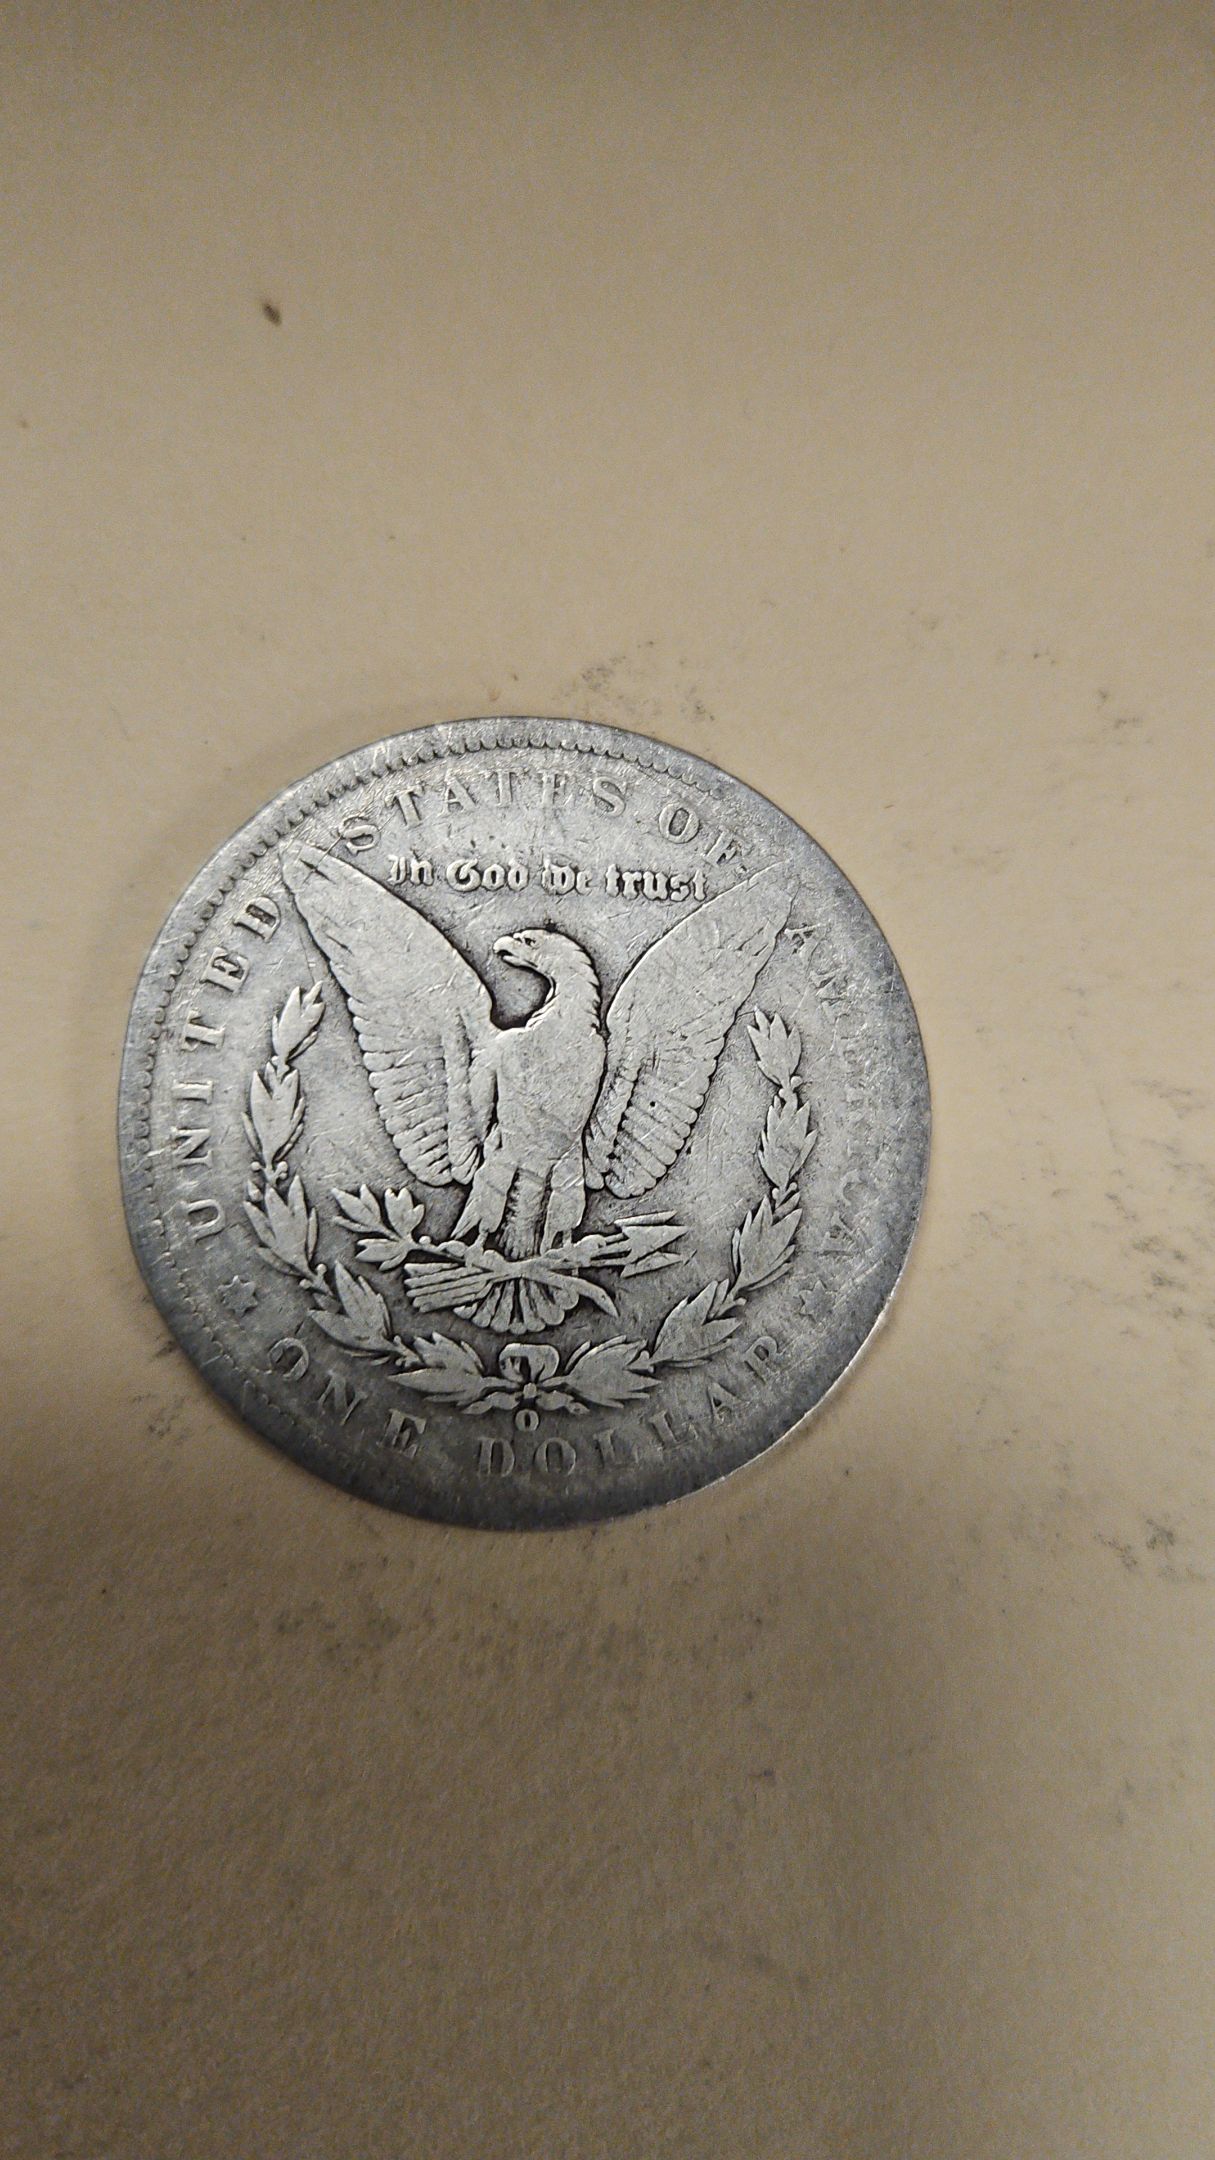 UNITED STATES OF AMERICA
In God we trust
O
ONE DOLLAR